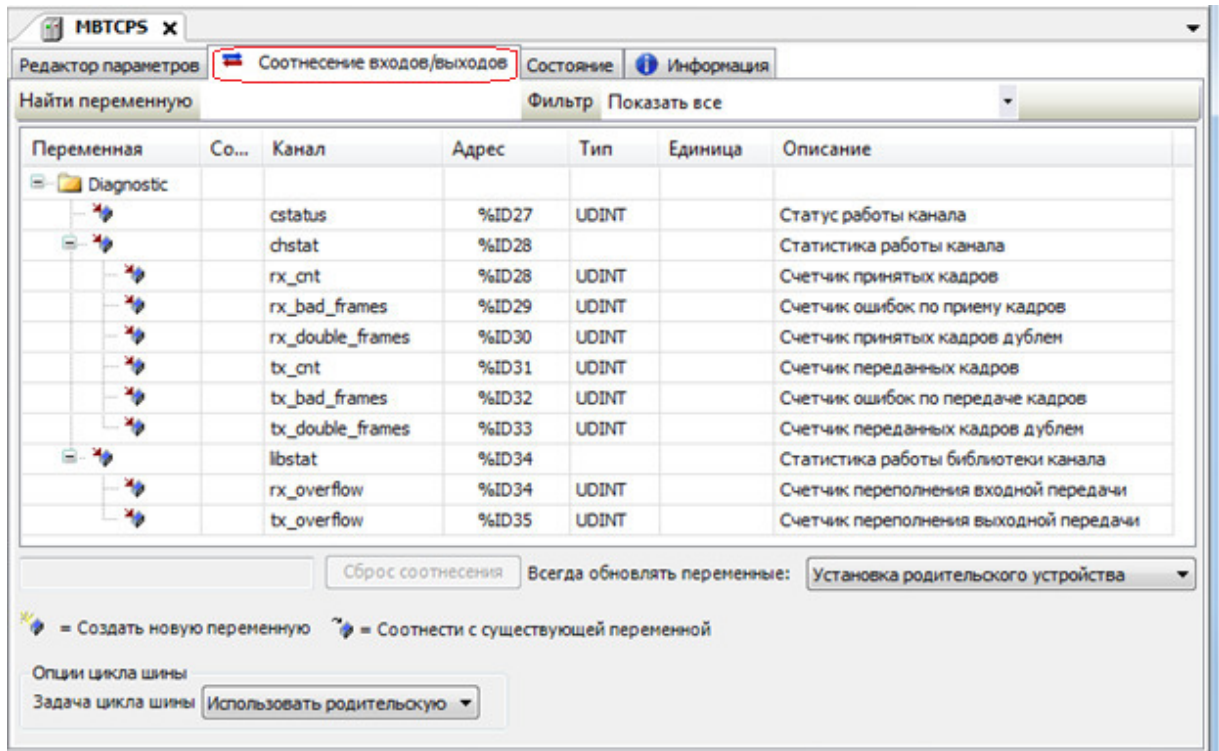 MBTCPS X
Редактор параметров Соотнесение входов/выходов Состояние Информация
Найти переменную Фильтр Показать все
Переменная Со... Канал Адрес Тип Единица Описание
Diagnostic
cstatus %ID27 UDINT Статус работы канала
chstat %ID28 Статистика работы канала
rx_cnt %ID28 UDINT Счетчик принятых кадров
rx_bad_frames %ID29 UDINT Счетчик ошибок по приему кадров
rx_double_frames %ID30 UDINT Счетчик принятых кадров дублем
tx_cnt %ID31 UDINT Счетчик переданных кадров
tx_bad_frames %ID32 UDINT Счетчик ошибок по передаче кадров
tx_double_frames %ID33 UDINT Счетчик переданных кадров дублем
libstat %ID34 Статистика работы библиотеки канала
rx_overflow %ID34 UDINT Счетчик переполнения входной передачи
tx_overflow %ID35 UDINT Счетчик переполнения выходной передачи
Сброс соотнесения Всегда обновлять переменные: Установка родительского устройства
= Создать новую переменную = Соотнести с существующей переменной
Опции цикла шины
Задача цикла шины Использовать родительскую